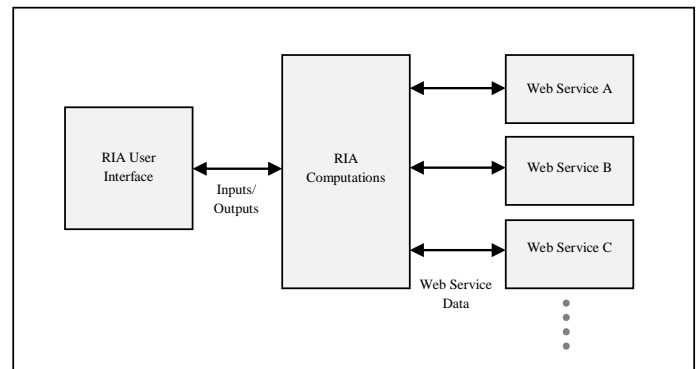 RIA User
Interface
Inputs/
Outputs
RIA
Computations
Web Service A
Web Service B
Web Service C
Web Service
Data